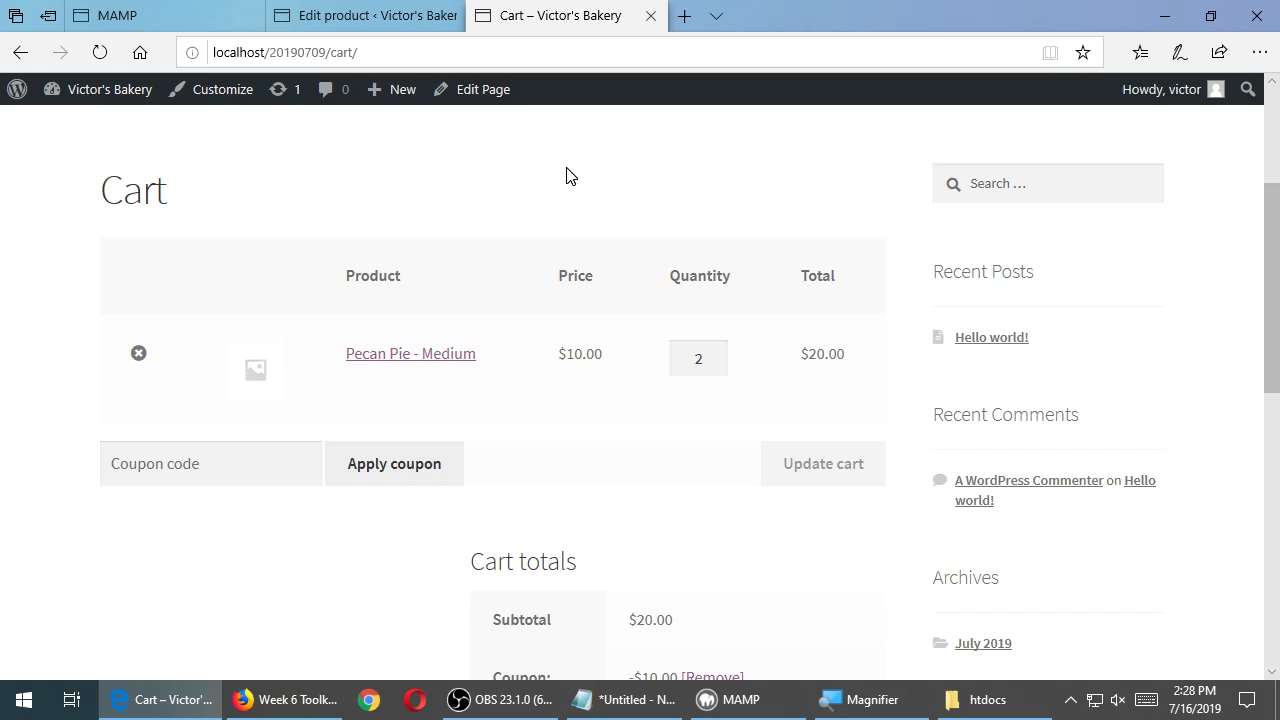 MAMP
Edit product ‹ Victor's Baker
Cart – Victor's Bakery
localhost/20190709/cart/
Victor's Bakery
Customize
1
0
New
Edit Page
Howdy, victor
Cart
Search …
Product Price Quantity Total
Pecan Pie - Medium $10.00 2 $20.00
Coupon code
Apply coupon
Update cart
Cart totals
Subtotal $20.00
Coupon: -$10.00 [Remove]
Recent Posts
Hello world!
Recent Comments
A WordPress Commenter on Hello
world!
Archives
July 2019
Cart – Victor'...
Week 6 Toolk...
OBS 23.1.0 (6...
*Untitled - N...
MAMP
Magnifier
htdocs
2:28 PM
7/16/2019